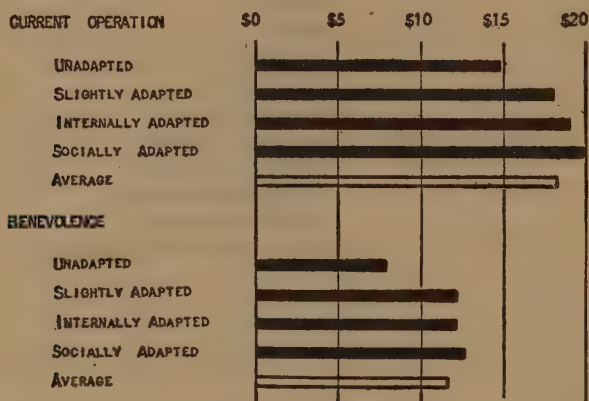 CURRENT OPERATION $0 $5 $10 $15 $20
UNADAPTED
SLIGHTLY ADAPTED
INTERNALLY ADAPTED
SOCIALLY ADAPTED
AVERAGE
BENEVOLENCE
UNADAPTED
SLIGHTLY ADAPTED
INTERNALLY ADAPTED
SOCIALLY ADAPTED
AVERAGE